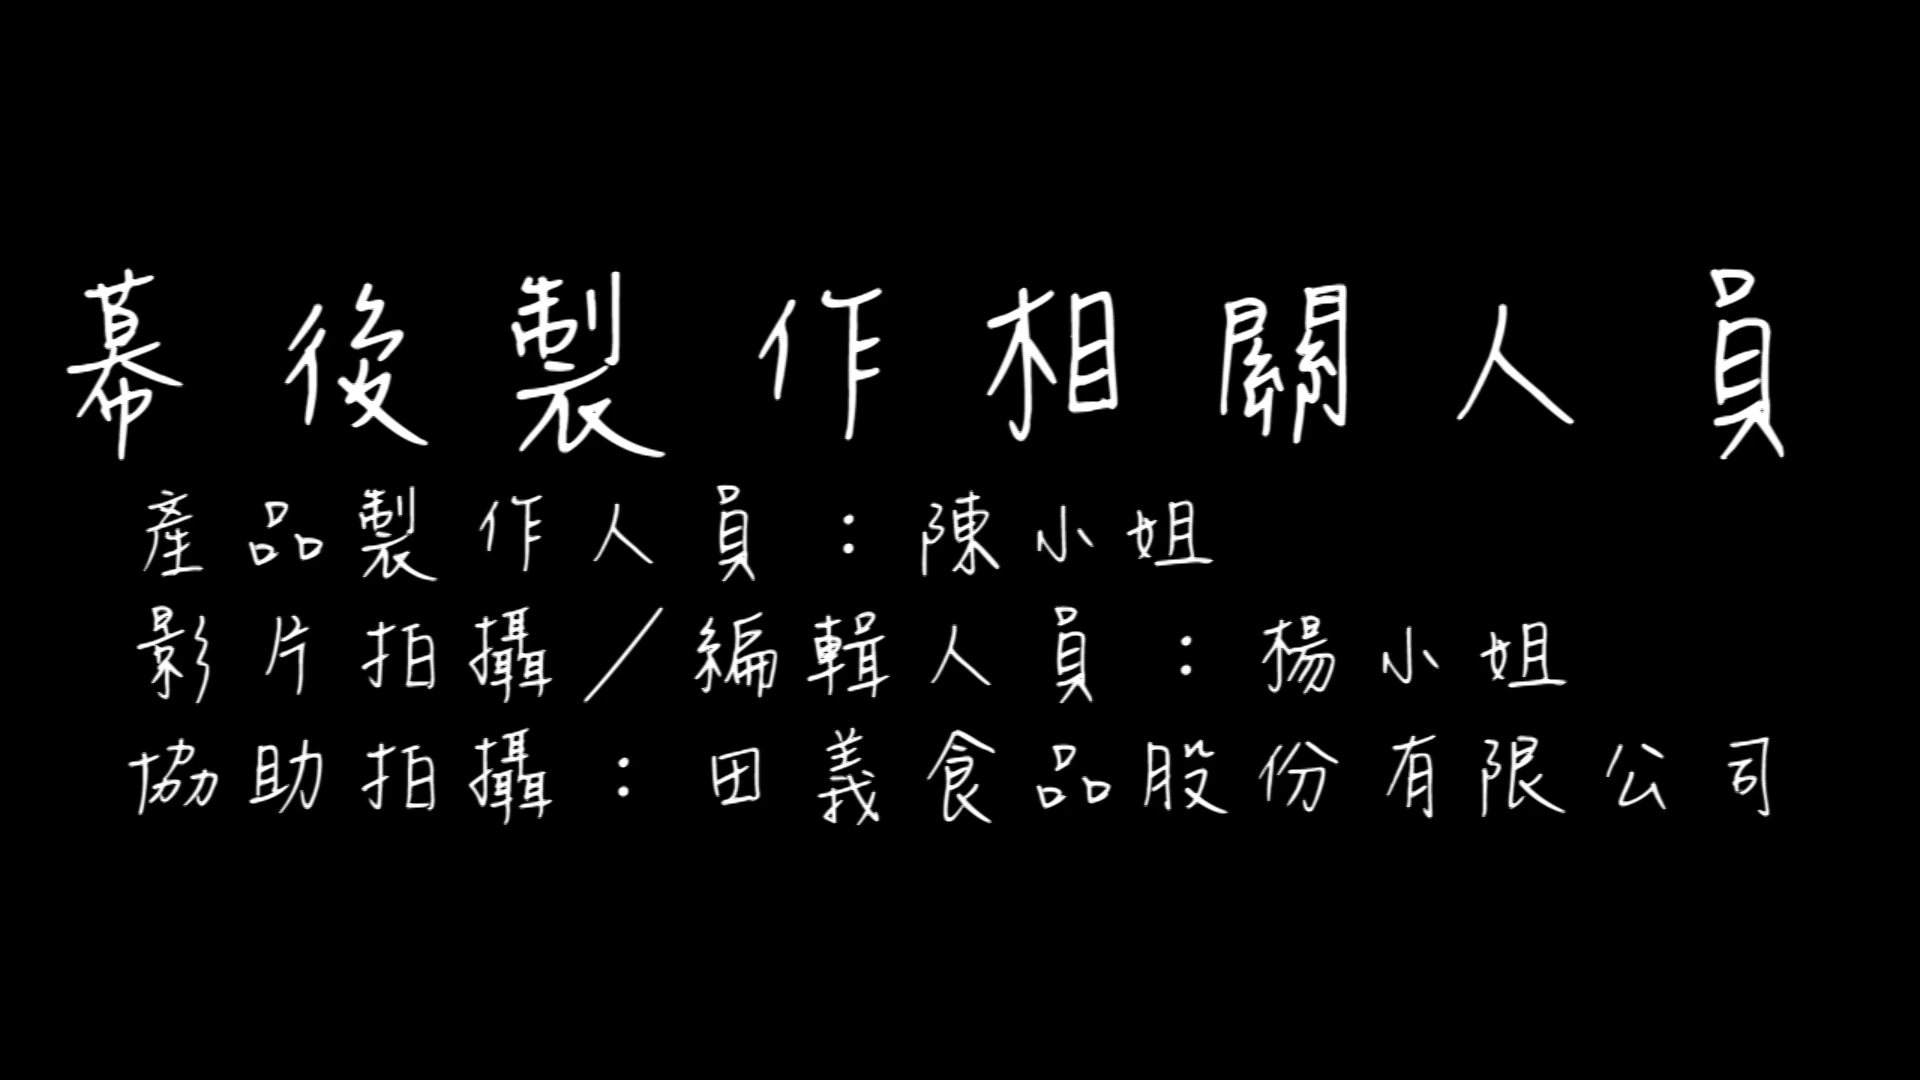 幕後製作相關人員
產品製作人員：陳小姐
影片拍攝/編輯人員：楊小姐
協助拍攝：田義食品股份有限公司